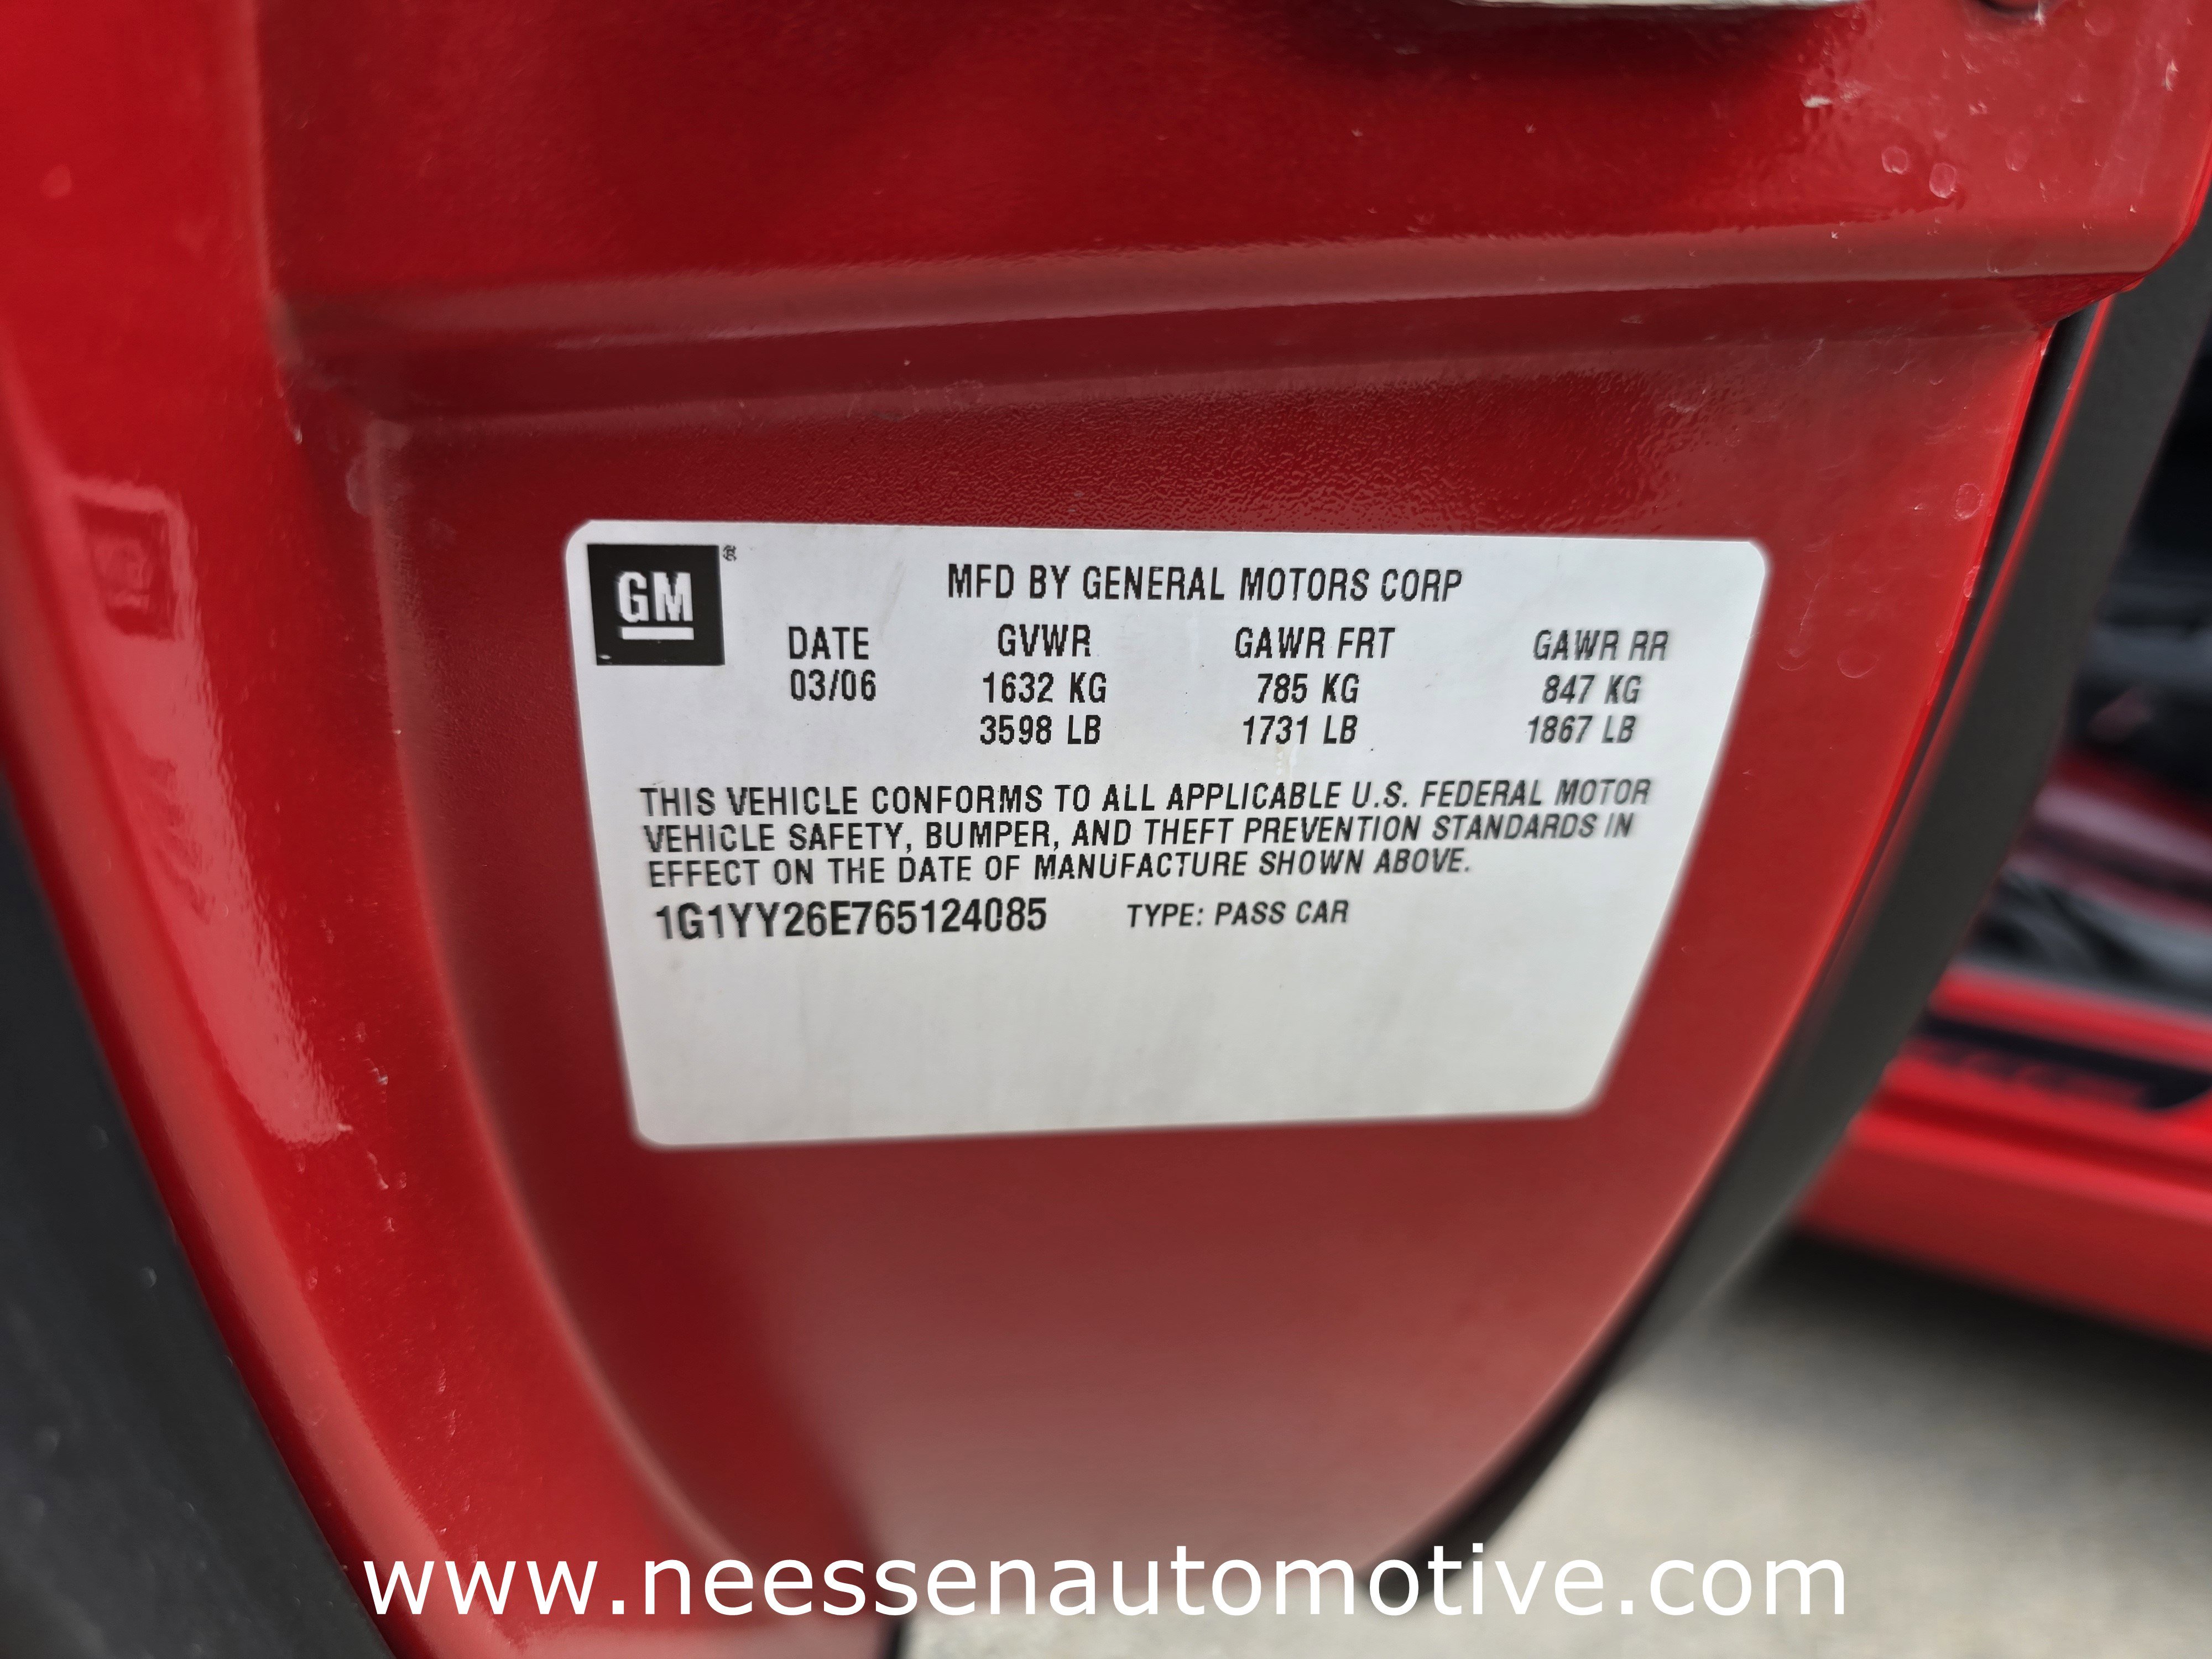 GM ®
MFD BY GENERAL MOTORS CORP
DATE GVWR GAWR FRT GAWR RR
03/06 1632 KG 785 KG 847 KG
3598 LB 1731 LB 1867 LB
THIS VEHICLE CONFORMS TO ALL APPLICABLE U.S. FEDERAL MOTOR
VEHICLE SAFETY, BUMPER, AND THEFT PREVENTION STANDARDS IN
EFFECT ON THE DATE OF MANUFACTURE SHOWN ABOVE.
1G1YY26E765124085 TYPE: PASS CAR
www.neessenautomotive.com